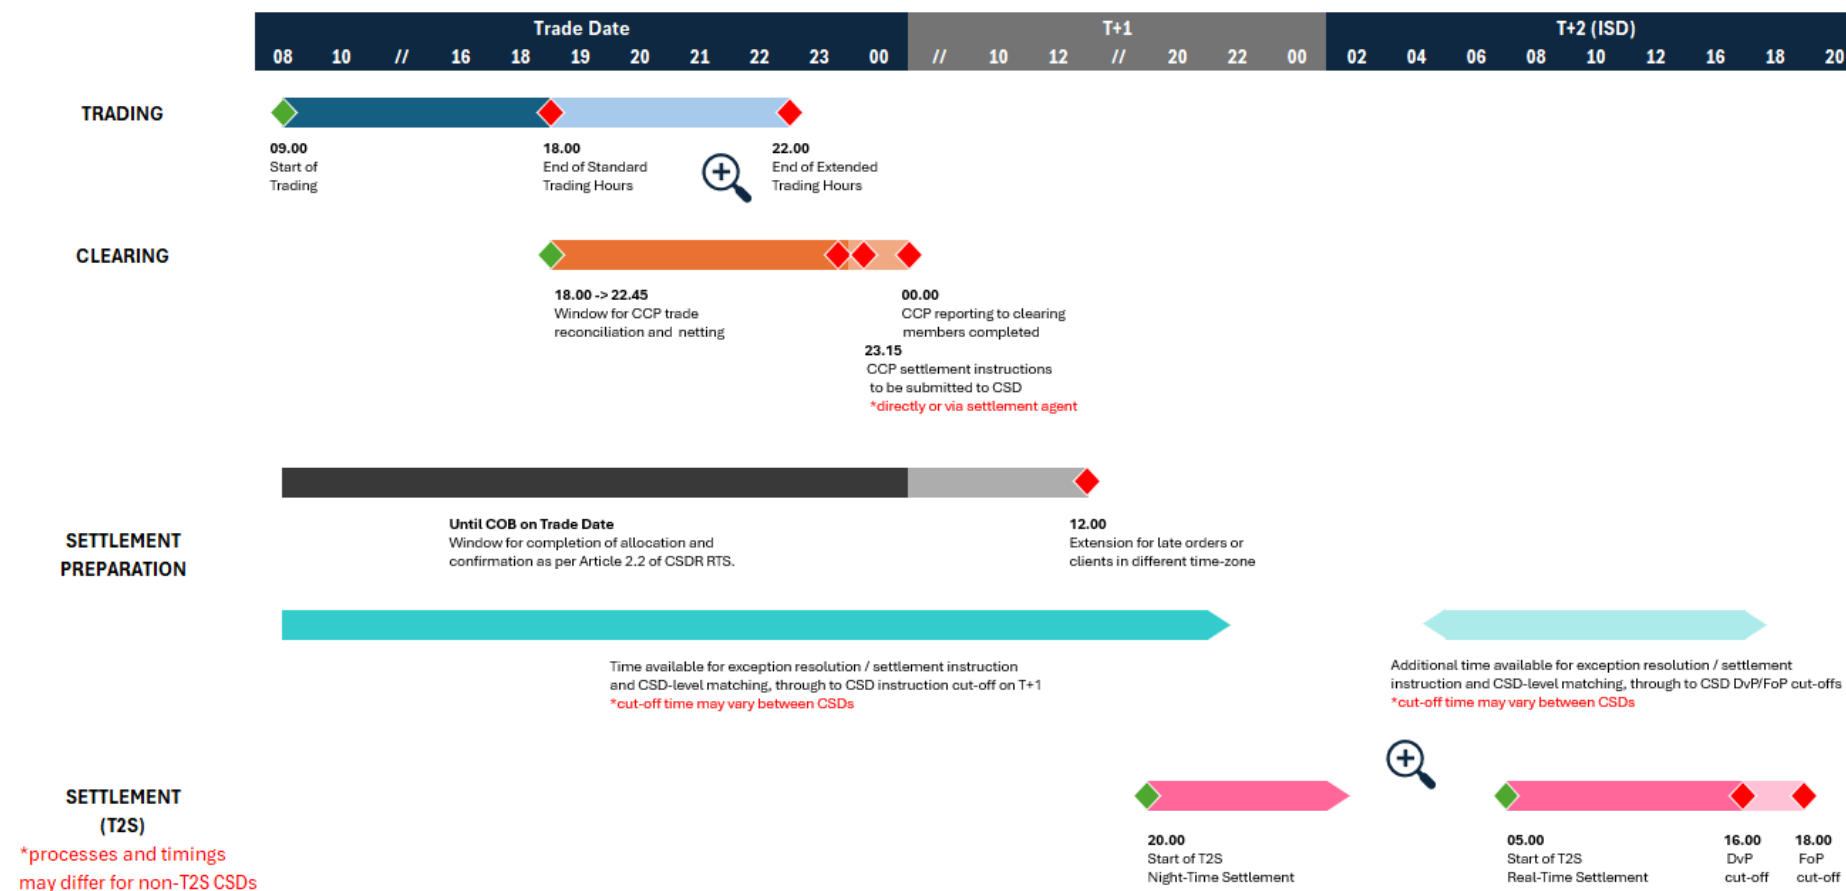 Trade Date
T+1
T+2 (ISD)
08 10 // 16 18 19 20 21 22 23 00 // 10 12 // 20 22 00 02 04 06 08 10 12 16 18 20
TRADING
09.00
Start of
Trading
18.00
End of Standard
Trading Hours
22.00
End of Extended
Trading Hours
CLEARING
18.00 -> 22.45
Window for CCP trade
reconciliation and netting
00.00
CCP reporting to clearing
members completed
23.15
CCP settlement instructions
to be submitted to CSD
*directly or via settlement agent
SETTLEMENT
PREPARATION
Until COB on Trade Date
Window for completion of allocation and
confirmation as per Article 2.2 of CSDR RTS.
12.00
Extension for late orders or
clients in different time-zone
Time available for exception resolution / settlement instruction
and CSD-level matching, through to CSD instruction cut-off on T+1
*cut-off time may vary between CSDs
Additional time available for exception resolution / settlement
instruction and CSD-level matching, through to CSD DvP/FoP cut-offs
*cut-off time may vary between CSDs
SETTLEMENT
(T2S)
*processes and timings
may differ for non-T2S CSDs
20.00
Start of T2S
Night-Time Settlement
05.00
Start of T2S
Real-Time Settlement
16.00
DvP
cut-off
18.00
FoP
cut-off